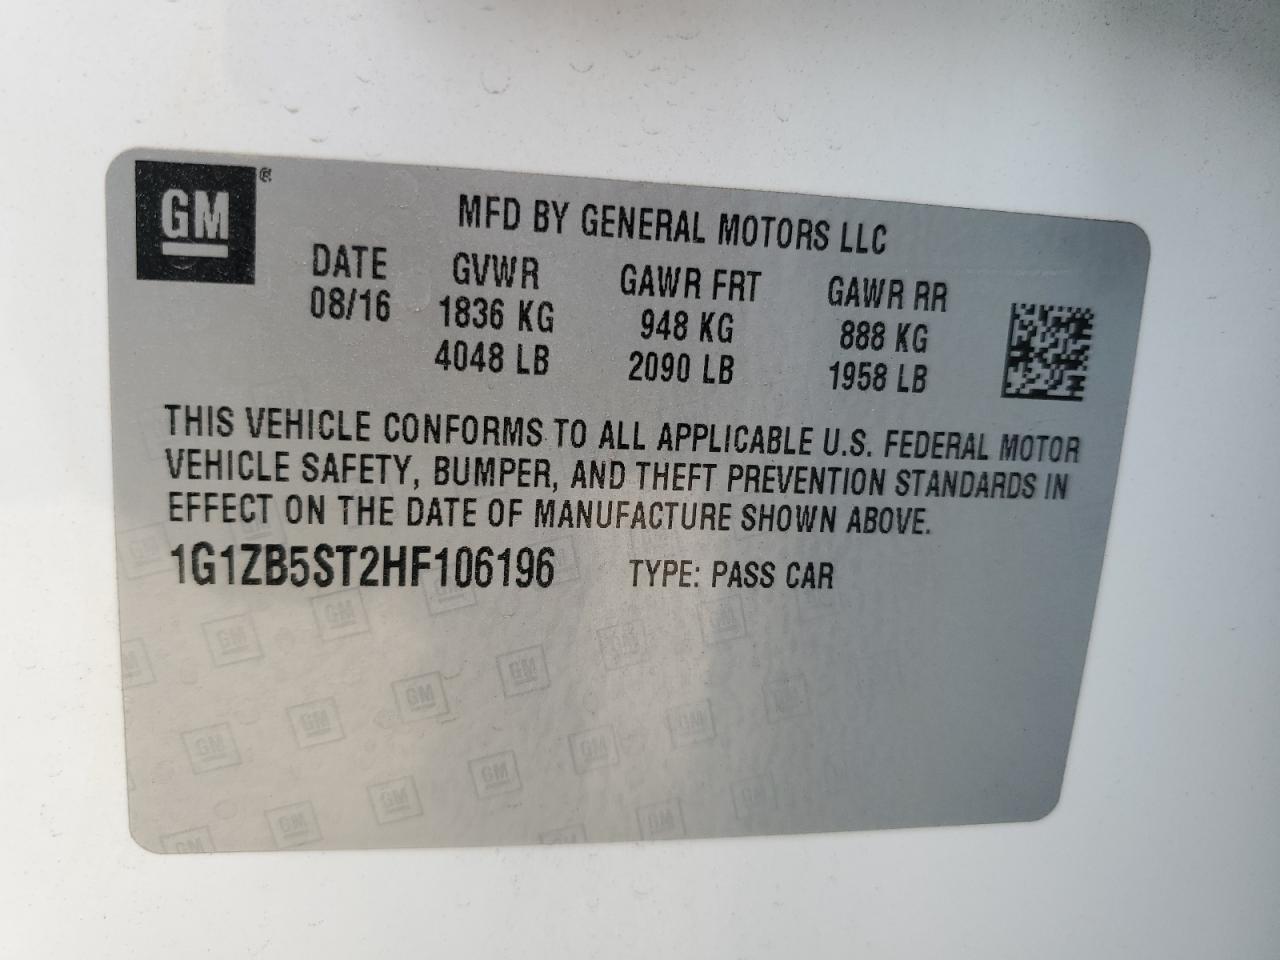 GM®
MFD BY GENERAL MOTORS LLC
DATE GVWR GAWR FRT GAWR RR
08/16 1836 KG 948 KG 888 KG
4048 LB 2090 LB 1958 LB
THIS VEHICLE CONFORMS TO ALL APPLICABLE U.S. FEDERAL MOTOR
VEHICLE SAFETY, BUMPER, AND THEFT PREVENTION STANDARDS IN
EFFECT ON THE DATE OF MANUFACTURE SHOWN ABOVE.
1G1ZB5ST2HF106196 TYPE: PASS CAR